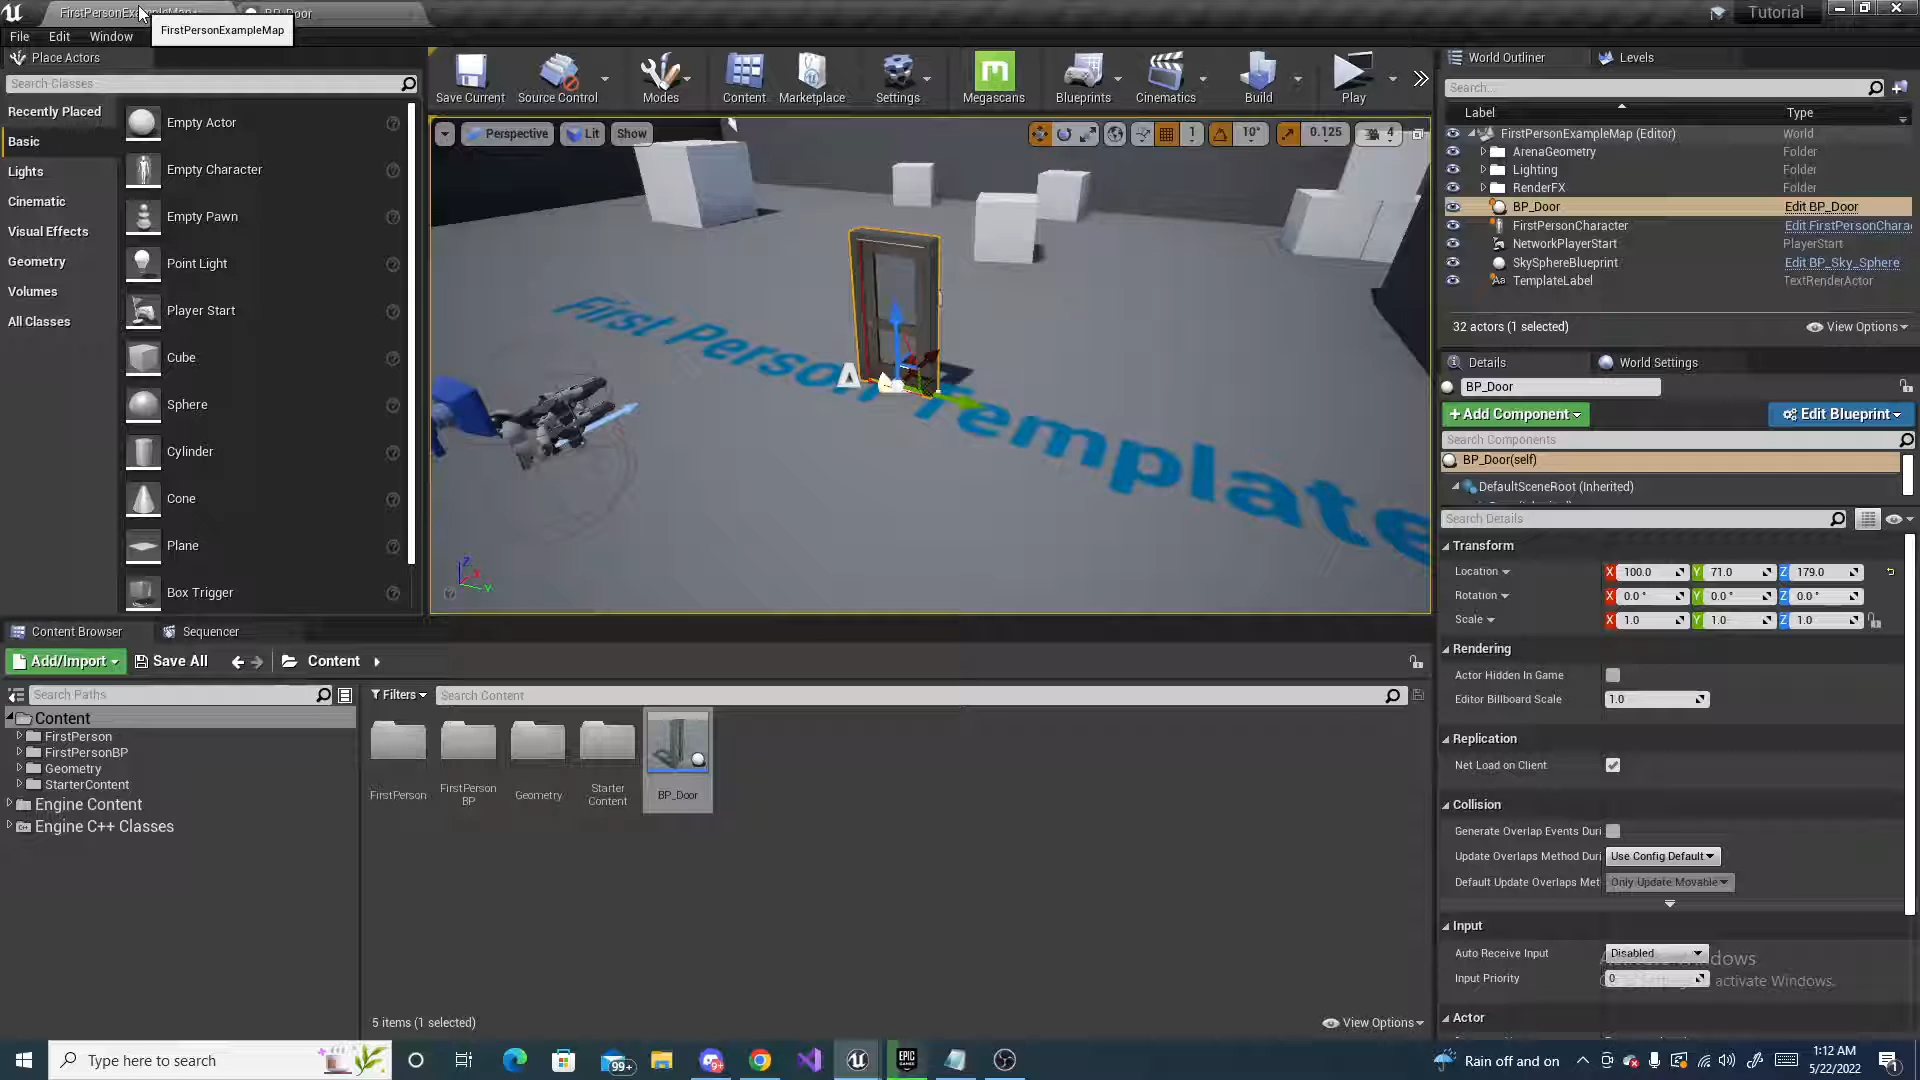 BP_Door
FirstPersonExampleMap
Tutorial
File Edit Window
Place Actors
Search Classes
Recently Placed
Basic
Lights
Cinematic
Visual Effects
Geometry
Volumes
All Classes
Empty Actor
Empty Character
Empty Pawn
Point Light
Player Start
Cube
Sphere
Cylinder
Cone
Plane
Box Trigger
Save Current
Source Control
Modes
Content
Marketplace
Settings
Megascans
Blueprints
Cinematics
Build
Play
Perspective Lit Show
1 10° 0.125 4
First Person Template
World Outliner Levels
Search...
Label Type
FirstPersonExampleMap (Editor) World
ArenaGeometry Folder
Lighting Folder
RenderFX Folder
BP_Door Edit BP_Door
FirstPersonCharacter Edit FirstPersonChara
NetworkPlayerStart PlayerStart
SkySphereBlueprint Edit BP_Sky_Sphere
TemplateLabel TextRenderActor
32 actors (1 selected) View Options
Details World Settings
BP_Door
+Add Component Edit Blueprint
Search Components
BP_Door(self)
DefaultSceneRoot (Inherited)
Search Details
Transform
Location X 100.0 Y 71.0 Z 179.0
Rotation X 0.0° Y 0.0° Z 0.0°
Scale X 1.0 Y 1.0 Z 1.0
Rendering
Actor Hidden In Game
Editor Billboard Scale 1.0
Replication
Net Load on Client
Collision
Generate Overlap Events Duri
Update Overlaps Method Duri Use Config Default
Default Update Overlaps Met Only Update Movable
Input
Auto Receive Input Disabled
Input Priority 0
activate Windows.
Actor
Content Browser Sequencer
Add/Import Save All Content
Search Paths
Filters Search Content
Content
FirstPerson
FirstPersonBP
Geometry
StarterContent
Engine Content
Engine C++ Classes
FirstPerson
FirstPerson
BP
Geometry
Starter
Content
BP_Door
5 items (1 selected) View Options
Type here to search
99+
EPIC
GAMES
Rain off and on
1:12 AM
5/22/2022
1